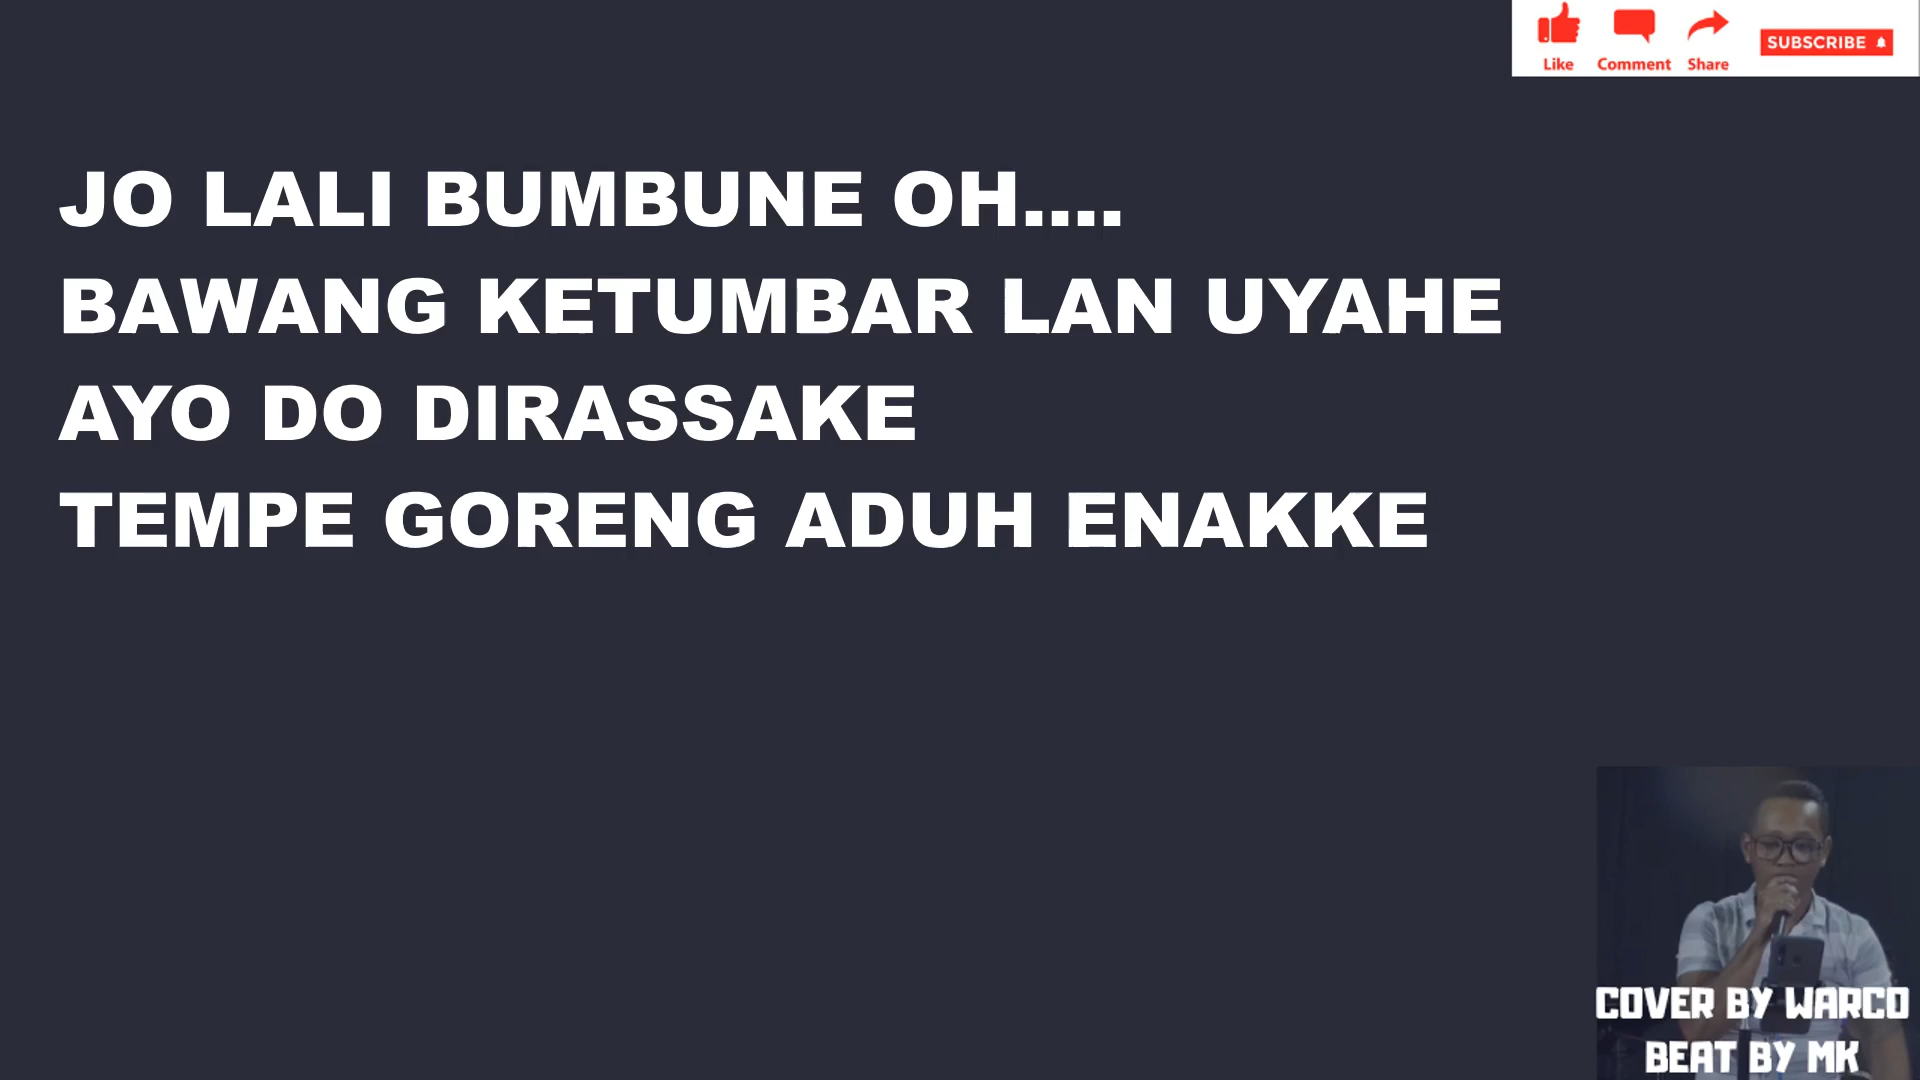 Like Comment Share SUBSCRIBE
JO LALI BUMBUNE OH....
BAWANG KETUMBAR LAN UYAHE
AYO DO DIRASSAKE
TEMPE GORENG ADUH ENAKKE
COVER BY WARCO
BEAT BY MK